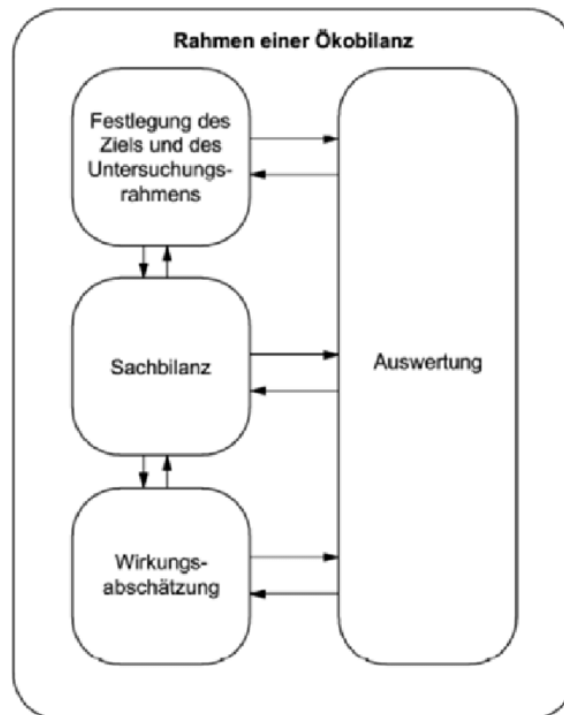 Rahmen einer Ökobilanz
Festlegung des
Ziels und des
Untersuchungs-
rahmens
Sachbilanz
Auswertung
Wirkungs-
abschätzung